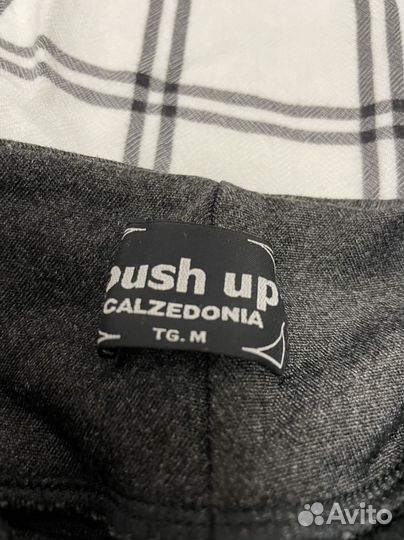 push up
CALZEDONIA
TG. M
Avito